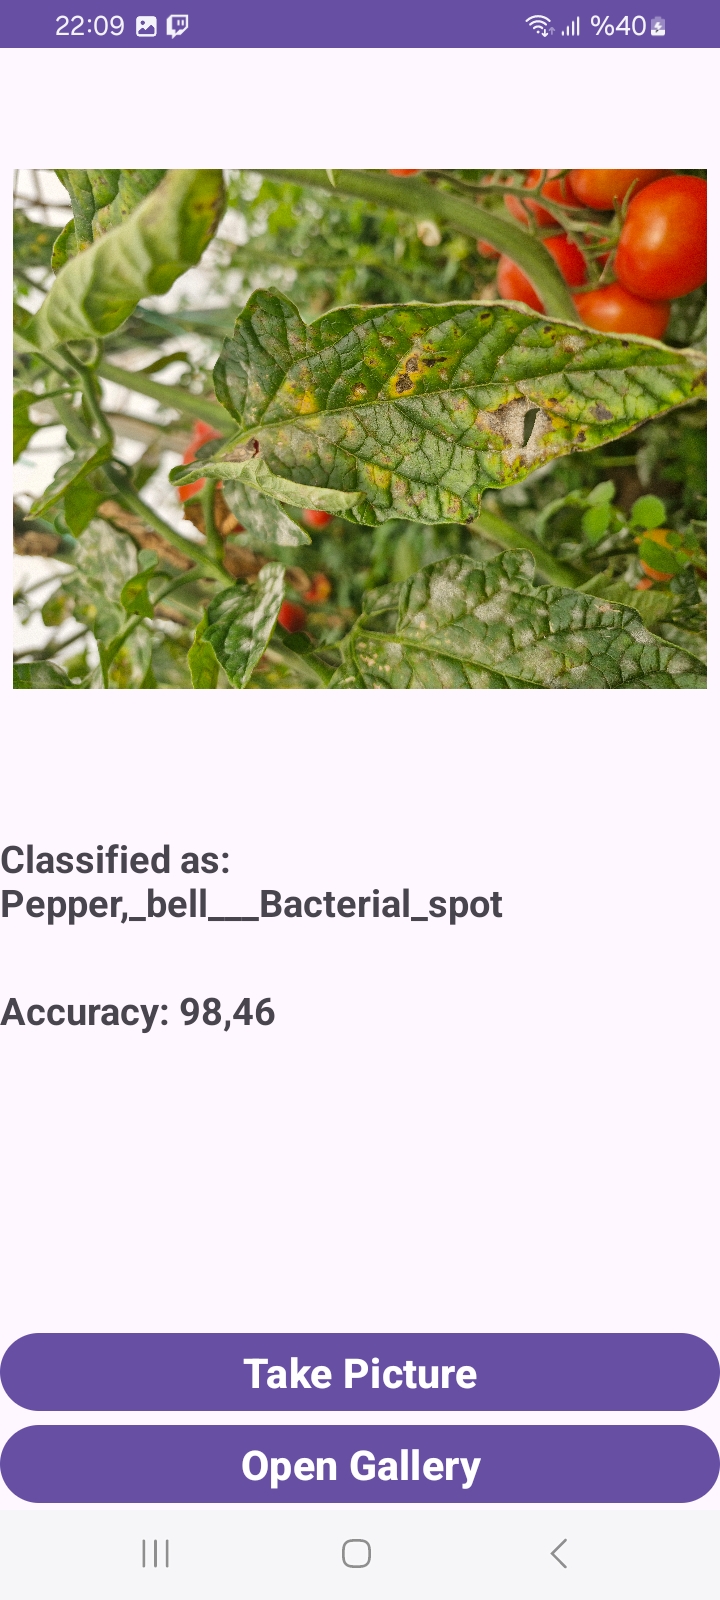 22:09 %40
Classified as:
Pepper,_bell___Bacterial_spot
Accuracy: 98,46
Take Picture
Open Gallery